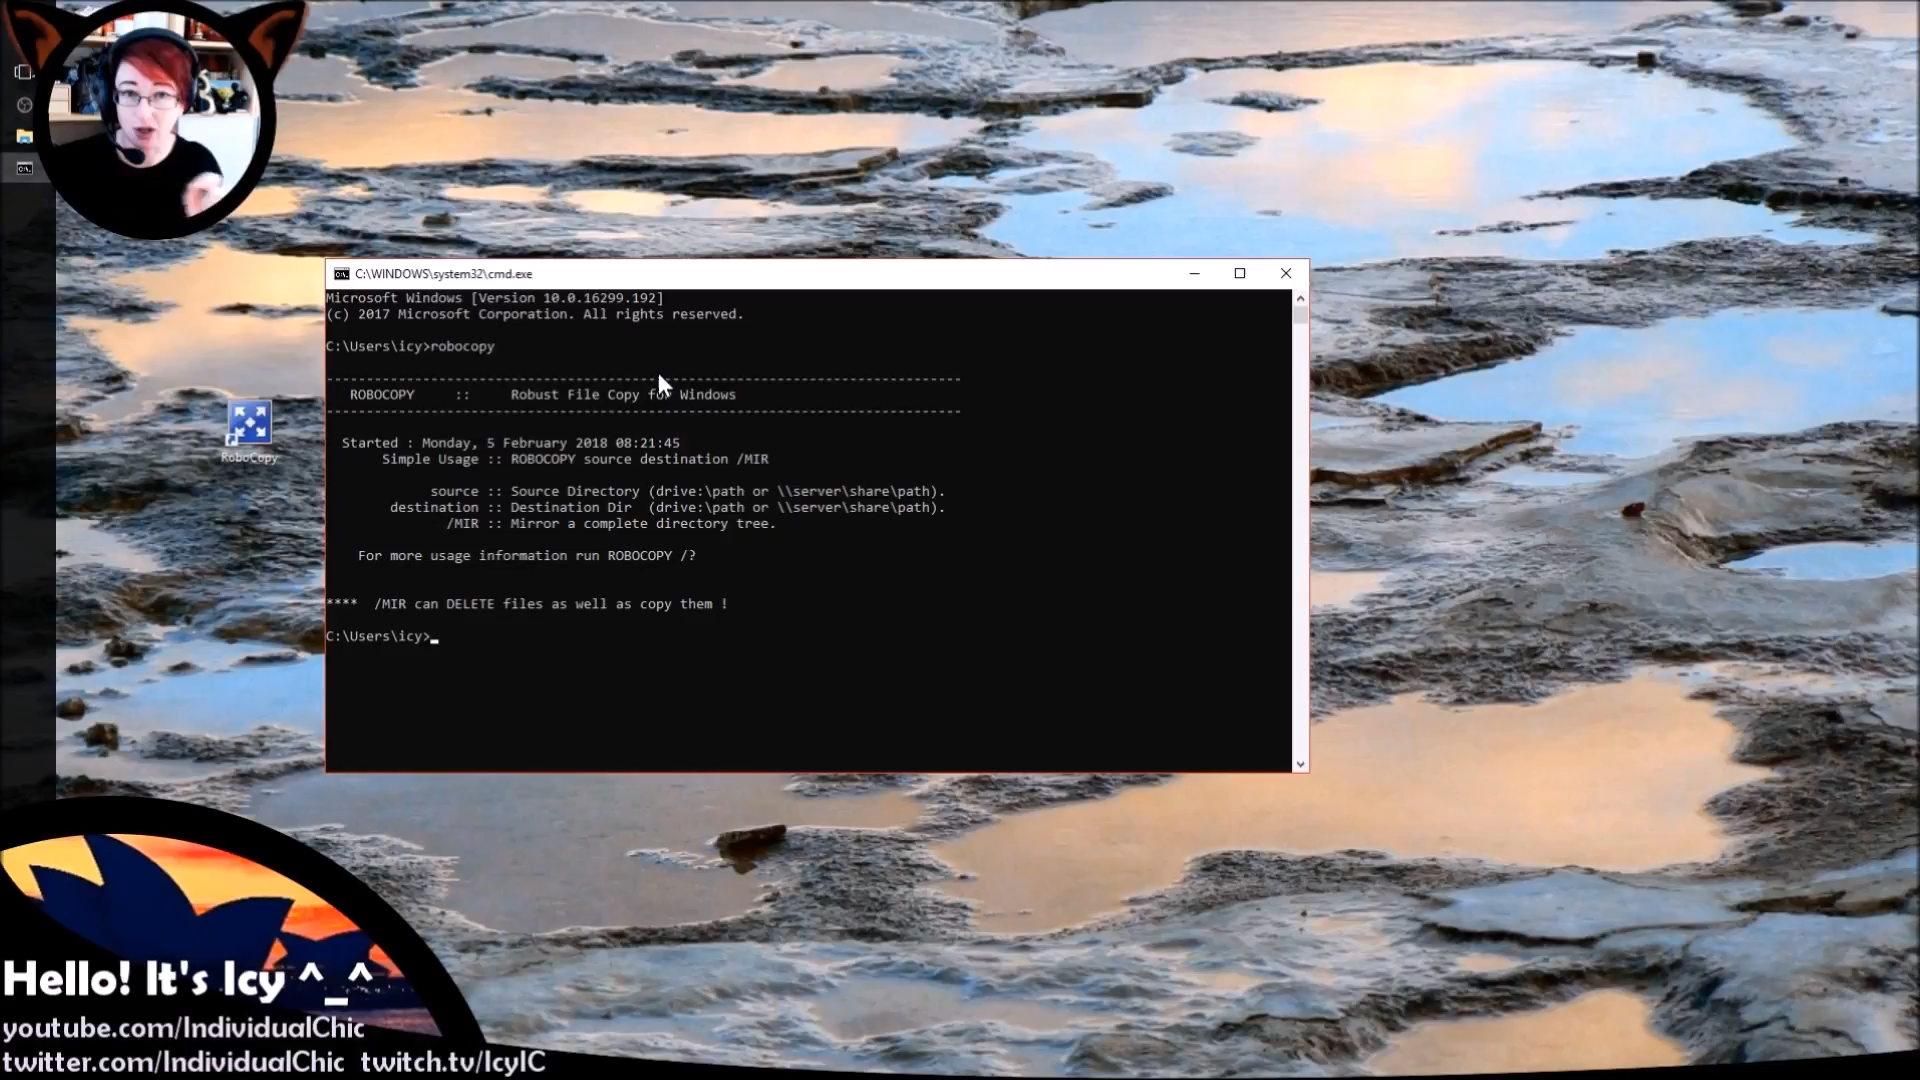 C:\WINDOWS\system32\cmd.exe
Microsoft Windows [Version 10.0.16299.192]
(c) 2017 Microsoft Corporation. All rights reserved.
C:\Users\icy>robocopy
-------------------------------------------------------------------------------
ROBOCOPY :: Robust File Copy for Windows
-------------------------------------------------------------------------------
Started : Monday, 5 February 2018 08:21:45
Simple Usage :: ROBOCOPY source destination /MIR
source :: Source Directory (drive:\path or \\server\share\path).
destination :: Destination Dir (drive:\path or \\server\share\path).
/MIR :: Mirror a complete directory tree.
For more usage information run ROBOCOPY /?
**** /MIR can DELETE files as well as copy them !
C:\Users\icy>_
RoboCopy
Hello! It's Icy ^_^
youtube.com/IndividualChic
twitter.com/IndividualChic twitch.tv/IcyIC